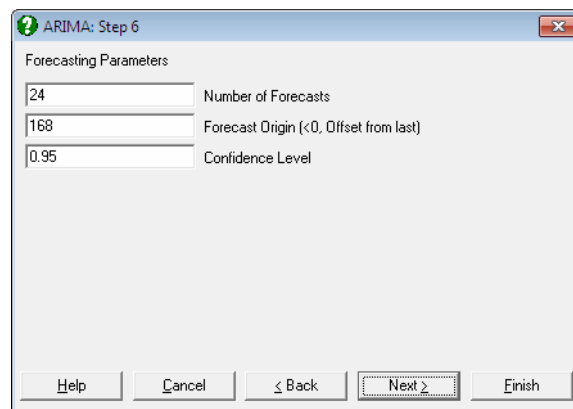 ARIMA: Step 6
Forecasting Parameters
24 Number of Forecasts
168 Forecast Origin (<0, Offset from last)
0.95 Confidence Level
Help Cancel < Back Next > Finish